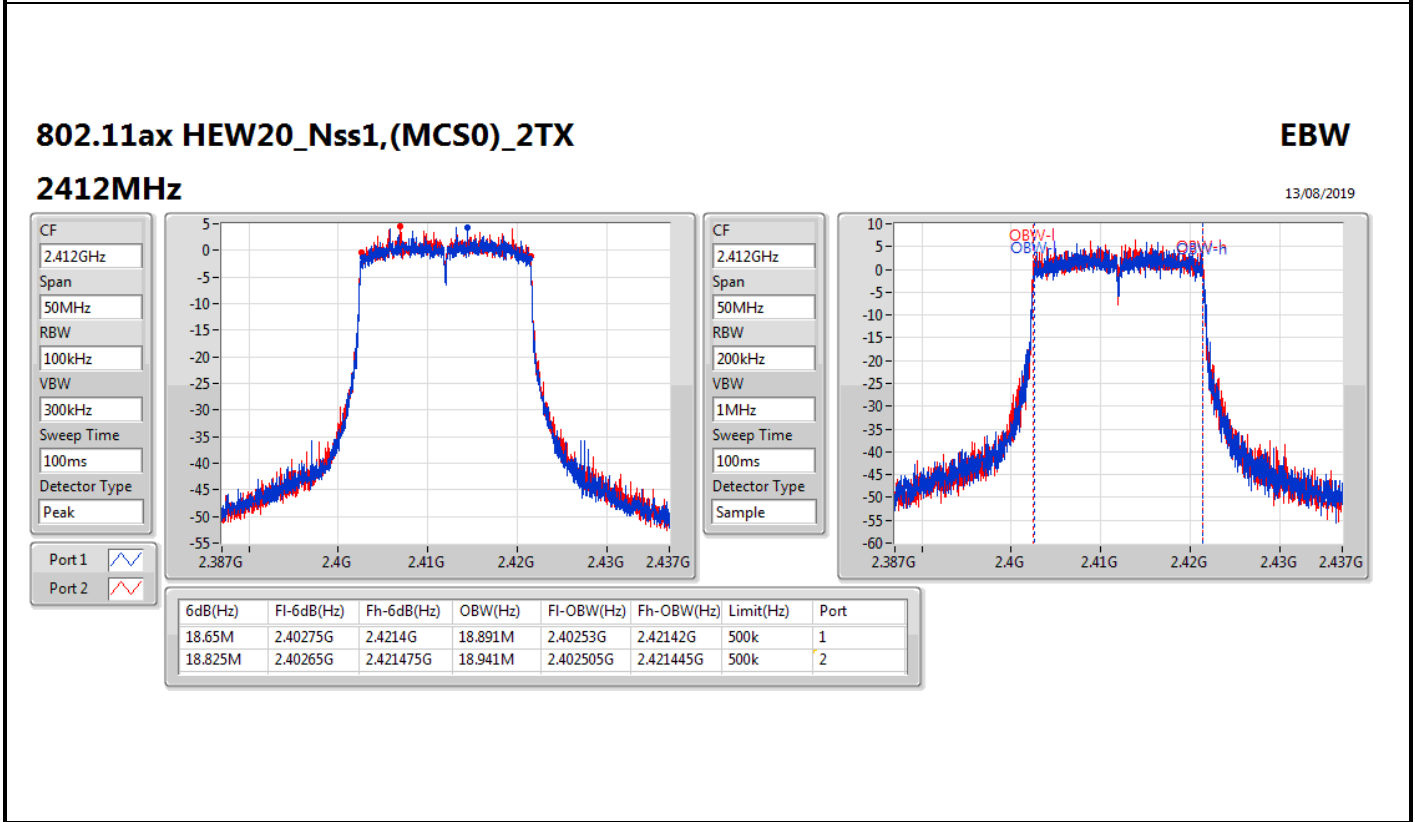 802.11ax HEW20_Nss1,(MCS0)_2TX
EBW
2412MHz
13/08/2019
CF
2.412GHz
Span
50MHz
RBW
100kHz
VBW
300kHz
Sweep Time
100ms
Detector Type
Peak
Port 1
Port 2
5
0
-5
-10
-15
-20
-25
-30
-35
-40
-45
-50
-55
2.387G 2.4G 2.41G 2.42G 2.43G 2.437G
CF
2.412GHz
Span
50MHz
RBW
200kHz
VBW
1MHz
Sweep Time
100ms
Detector Type
Sample
10
5
0
-5
-10
-15
-20
-25
-30
-35
-40
-45
-50
-55
-60
OBW-l
OBW-l
OBW-h
2.387G 2.4G 2.41G 2.42G 2.43G 2.437G
6dB(Hz) Fl-6dB(Hz) Fh-6dB(Hz) OBW(Hz) Fl-OBW(Hz) Fh-OBW(Hz) Limit(Hz) Port
18.65M 2.40275G 2.4214G 18.891M 2.40253G 2.42142G 500k 1
18.825M 2.40265G 2.421475G 18.941M 2.402505G 2.421445G 500k 2